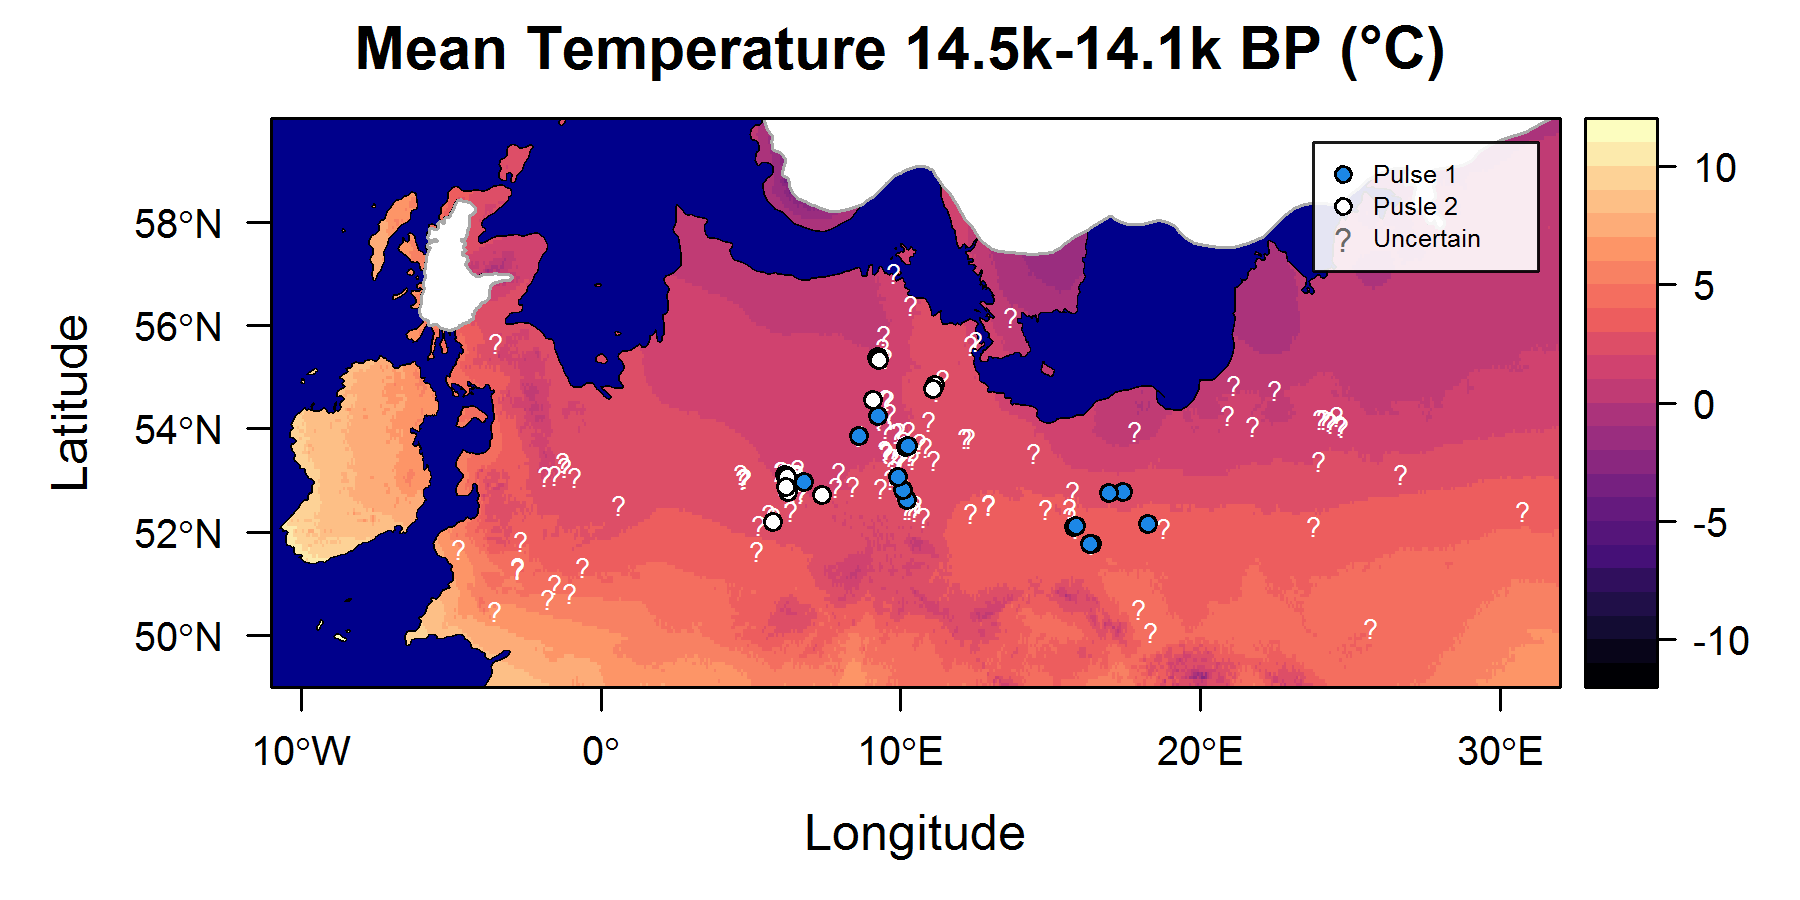 Mean Temperature 14.5k-14.1k BP (°C)
Pulse 1
Pusle 2
? Uncertain
58°N
56°N
54°N
52°N
50°N
Latitude
10°W
0°
10°E
20°E
30°E
Longitude
10
5
0
-5
-10